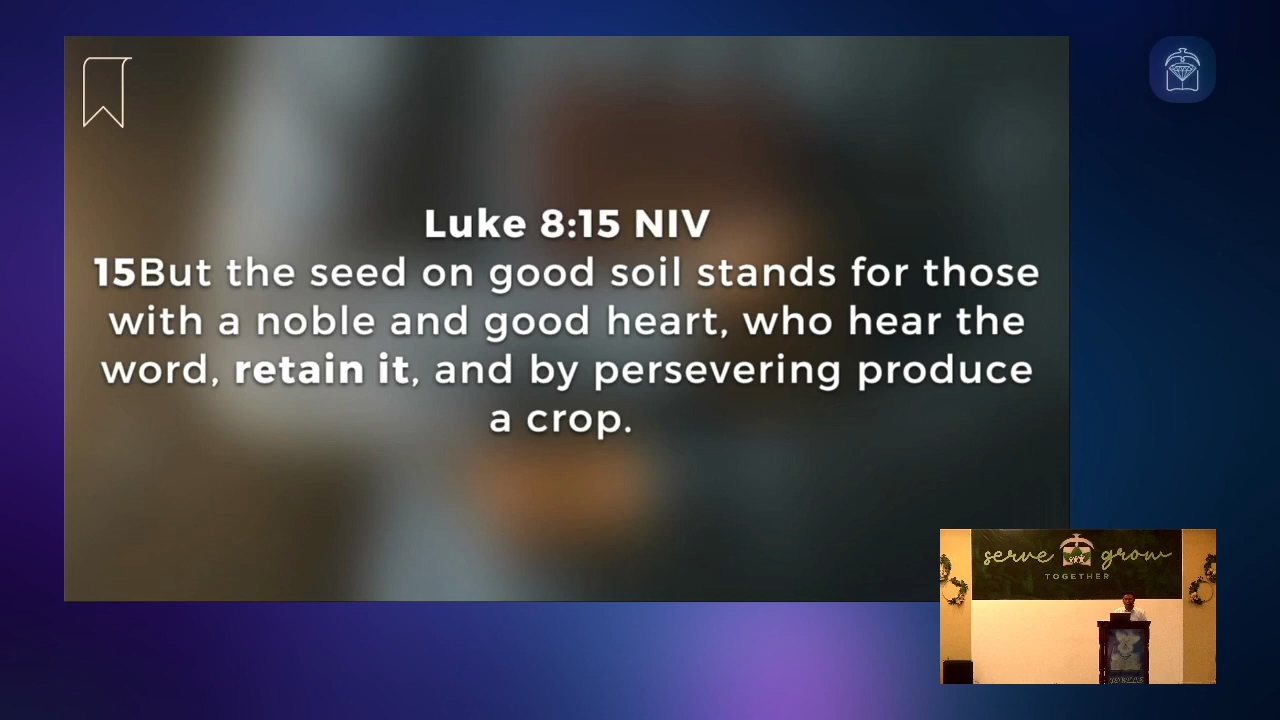 Luke 8:15 NIV
15But the seed on good soil stands for those
with a noble and good heart, who hear the
word, retain it, and by persevering produce
a crop.
serve grow
TOGETHER